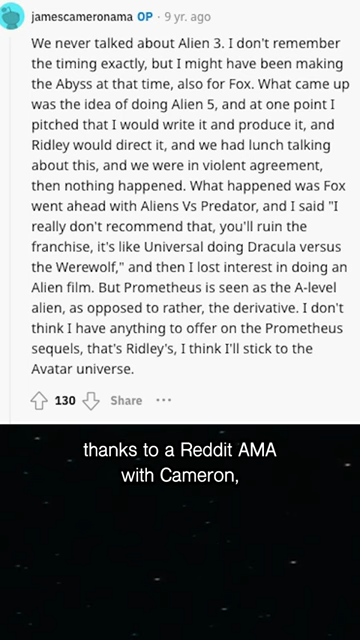 jamescameronama OP · 9 yr. ago
We never talked about Alien 3. I don't remember
the timing exactly, but I might have been making
the Abyss at that time, also for Fox. What came up
was the idea of doing Alien 5, and at one point I
pitched that I would write it and produce it, and
Ridley would direct it, and we had lunch talking
about this, and we were in violent agreement,
then nothing happened. What happened was Fox
went ahead with Aliens Vs Predator, and I said "I
really don't recommend that, you'll ruin the
franchise, it's like Universal doing Dracula versus
the Werewolf," and then I lost interest in doing an
Alien film. But Prometheus is seen as the A-level
alien, as opposed to rather, the derivative. I don't
think I have anything to offer on the Prometheus
sequels, that's Ridley's, I think I'll stick to the
Avatar universe.
130 Share ···
thanks to a Reddit AMA
with Cameron,